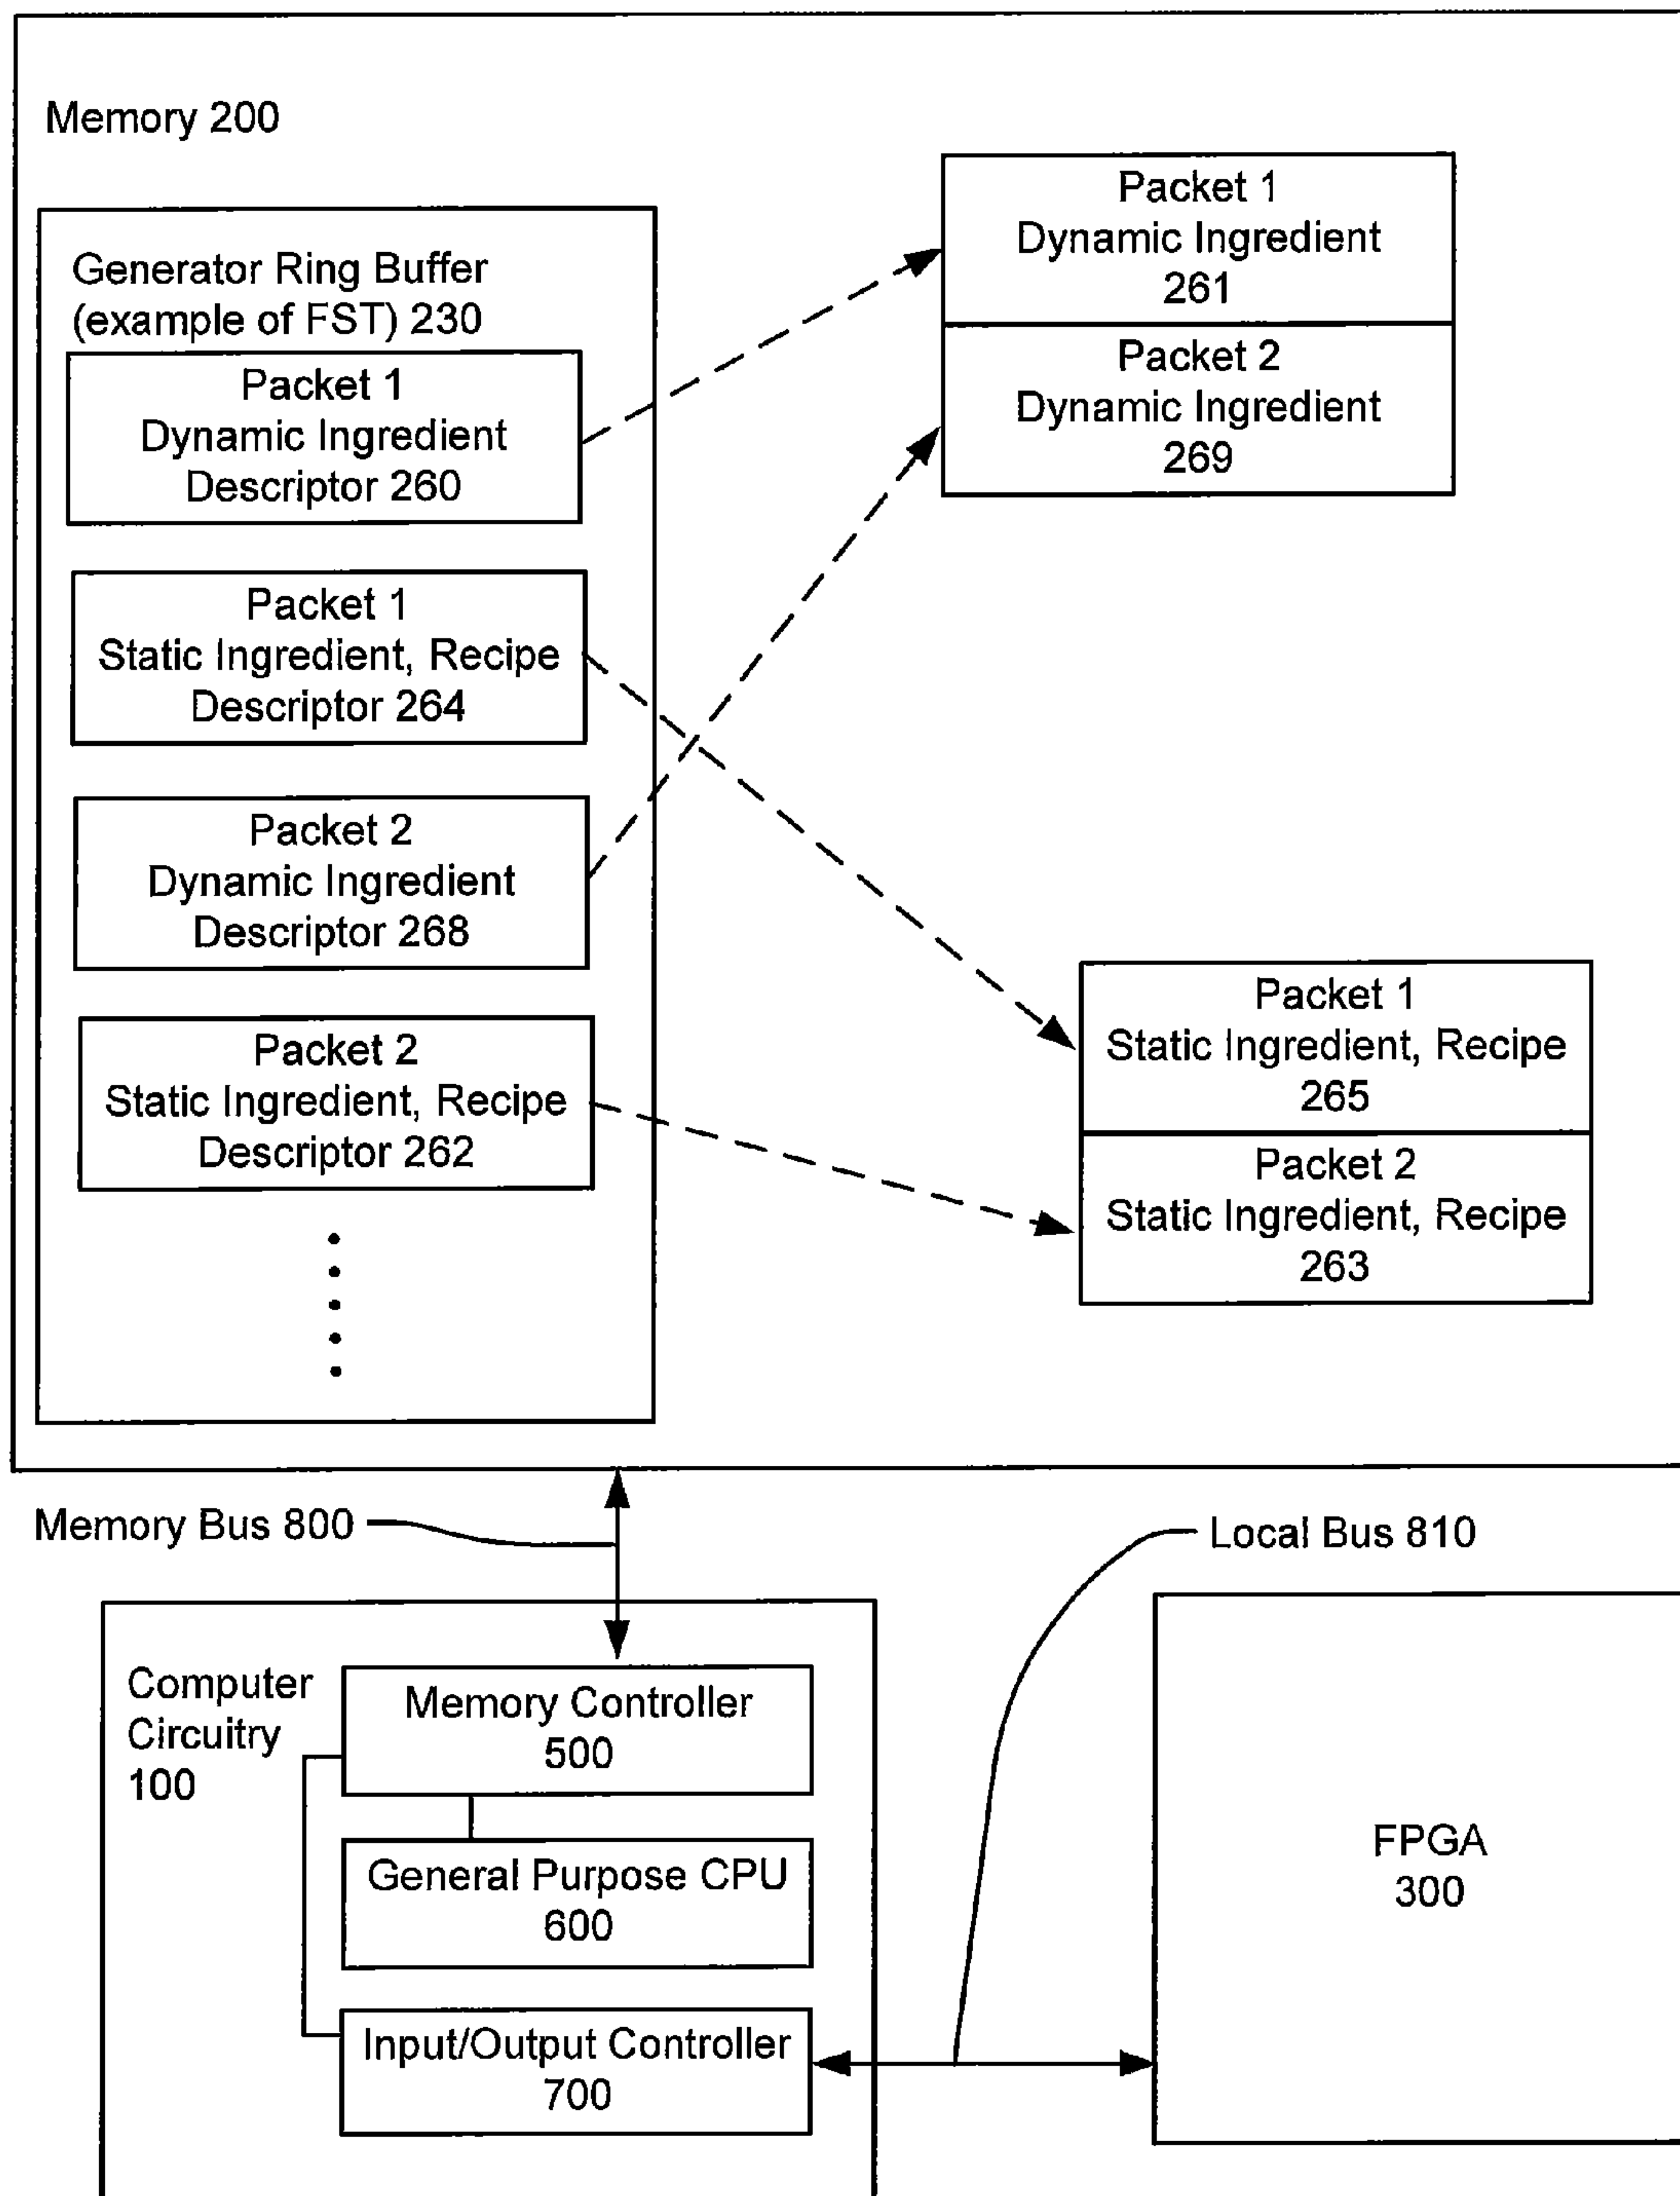 Memory 200
Generator Ring Buffer
(example of FST) 230
Packet 1
Dynamic Ingredient
Descriptor 260
Packet 1
Static Ingredient, Recipe
Descriptor 264
Packet 2
Dynamic Ingredient
Descriptor 268
Packet 2
Static Ingredient, Recipe
Descriptor 262
Packet 1
Dynamic Ingredient
261
Packet 2
Dynamic Ingredient
269
Packet 1
Static Ingredient, Recipe
265
Packet 2
Static Ingredient, Recipe
263
Memory Bus 800
Local Bus 810
Computer
Circuitry
100
Memory Controller
500
General Purpose CPU
600
Input/Output Controller
700
FPGA
300